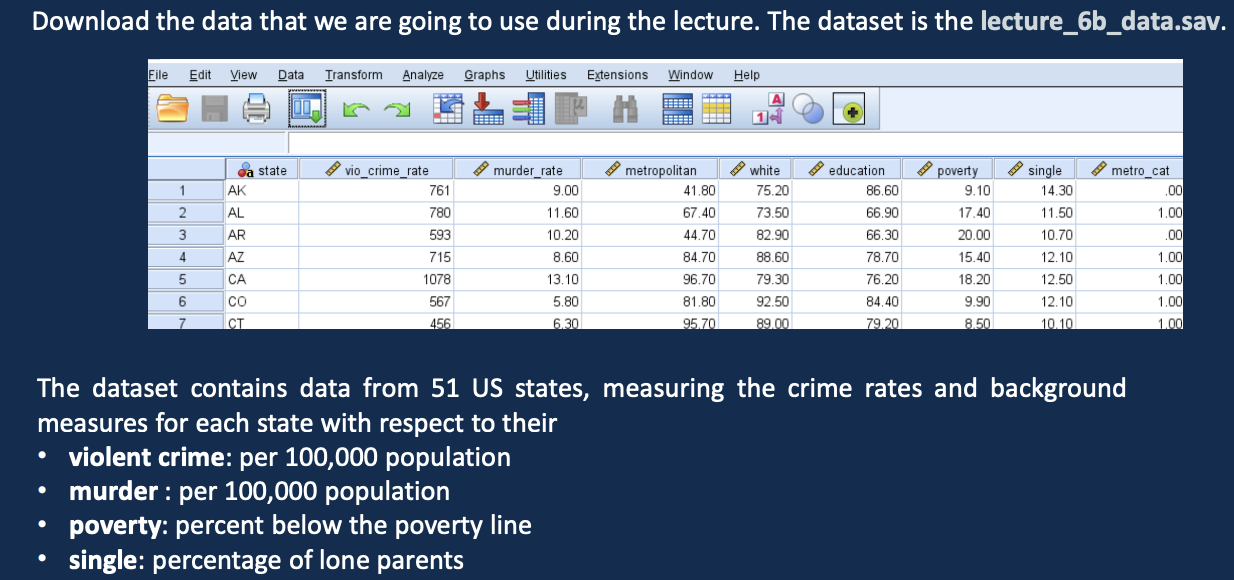 Download the data that we are going to use during the lecture. The dataset is the lecture_6b_data.sav.
File Edit View Data Transform Analyze Graphs Utilities Extensions Window Help
state vio_crime_rate murder_rate metropolitan white education poverty single metro_cat
1 AK 761 9.00 41.80 75.20 86.60 9.10 14.30 .00
2 AL 780 11.60 67.40 73.50 66.90 17.40 11.50 1.00
3 AR 593 10.20 44.70 82.90 66.30 20.00 10.70 .00
4 AZ 715 8.60 84.70 88.60 78.70 15.40 12.10 1.00
5 CA 1078 13.10 96.70 79.30 76.20 18.20 12.50 1.00
6 CO 567 5.80 81.80 92.50 84.40 9.90 12.10 1.00
7 CT 456 6.30 95.70 89.00 79.20 8.50 10.10 1.00
The dataset contains data from 51 US states, measuring the crime rates and background
measures for each state with respect to their
• violent crime: per 100,000 population
• murder : per 100,000 population
• poverty: percent below the poverty line
• single: percentage of lone parents